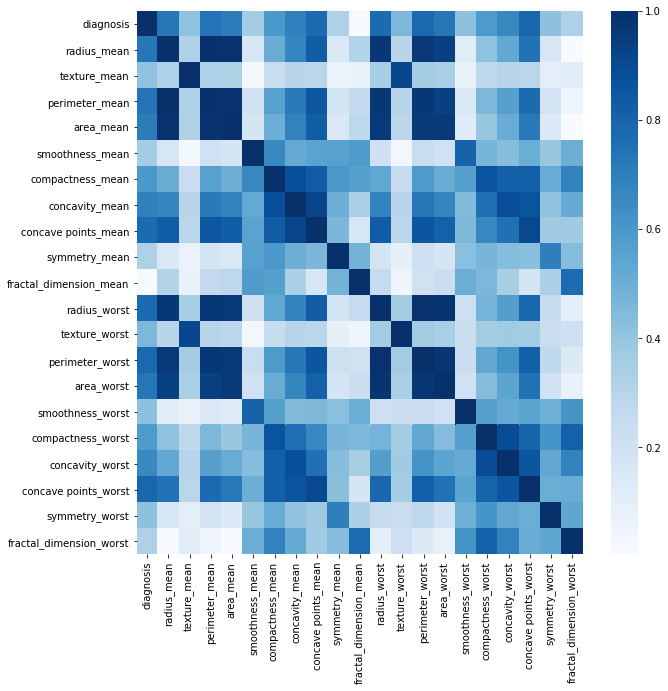 diagnosis
radius_mean
texture_mean
perimeter_mean
area_mean
smoothness_mean
compactness_mean
concavity_mean
concave points_mean
symmetry_mean
fractal_dimension_mean
radius_worst
texture_worst
perimeter_worst
area_worst
smoothness_worst
compactness_worst
concavity_worst
concave points_worst
symmetry_worst
fractal_dimension_worst
diagnosis
radius_mean
texture_mean
perimeter_mean
area_mean
smoothness_mean
compactness_mean
concavity_mean
concave points_mean
symmetry_mean
fractal_dimension_mean
radius_worst
texture_worst
perimeter_worst
area_worst
smoothness_worst
compactness_worst
concavity_worst
concave points_worst
symmetry_worst
fractal_dimension_worst
1.0
0.8
0.6
0.4
0.2